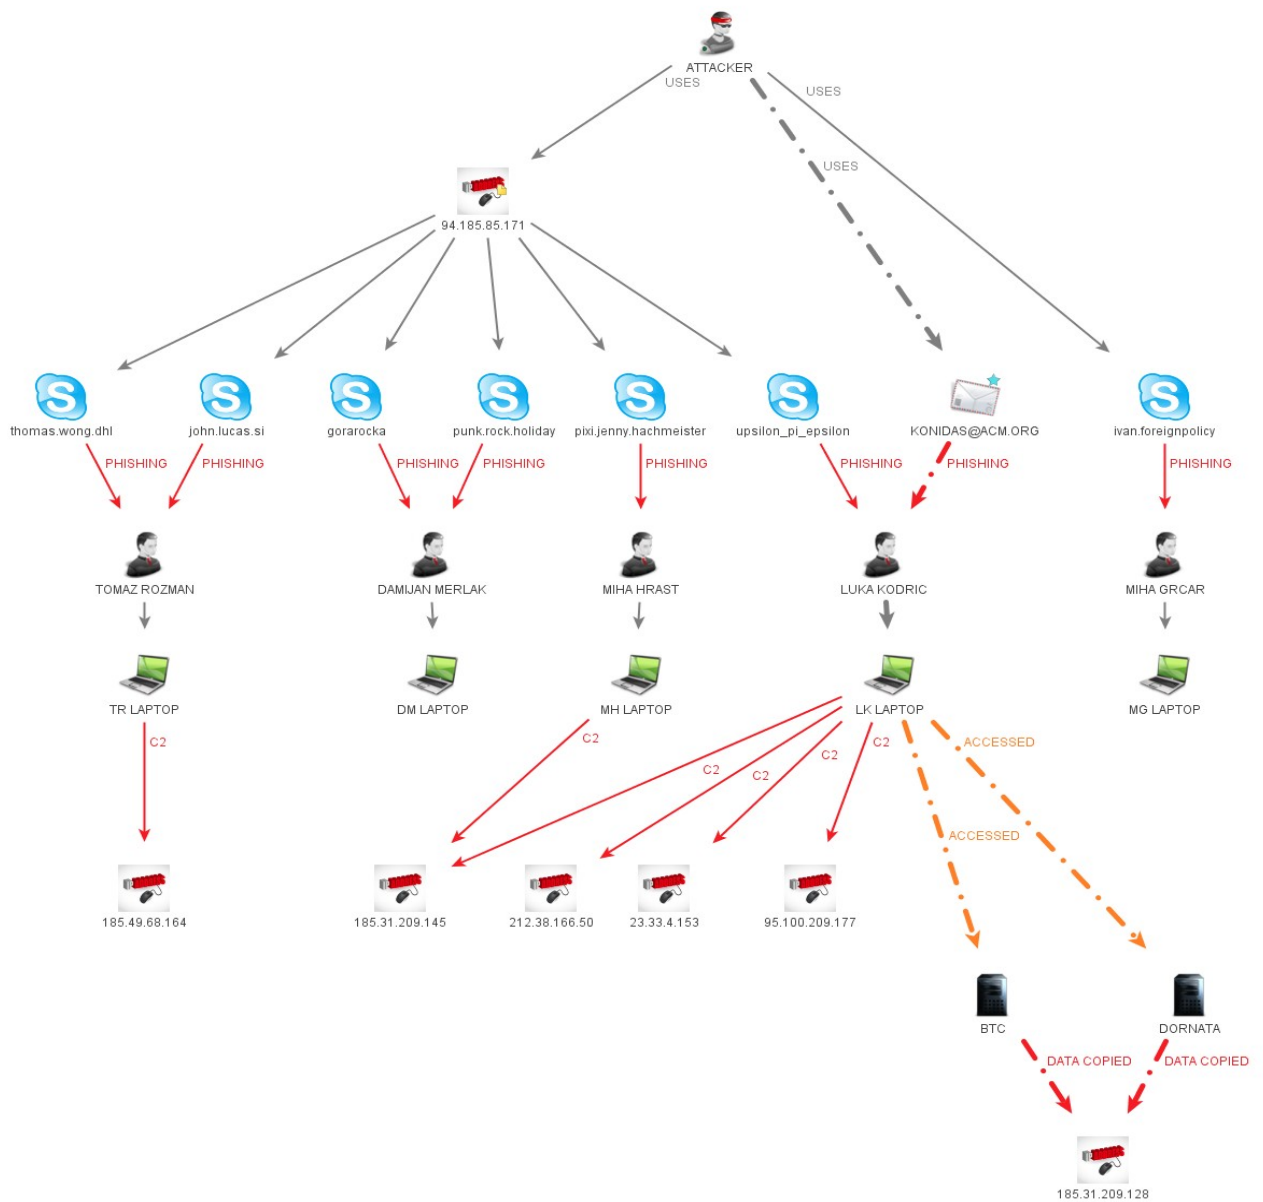 ATTACKER
USES
USES
USES
94.185.85.171
thomas.wong.dhl
john.lucas.si
gorarocka
punk.rock.holiday
pixi.jenny.hachmeister
upsilon_pi_epsilon
KONIDAS@ACM.ORG
ivan.foreignpolicy
PHISHING
PHISHING
PHISHING
PHISHING
PHISHING
PHISHING
PHISHING
PHISHING
TOMAZ ROZMAN
DAMIJAN MERLAK
MIHA HRAST
LUKA KODRIC
MIHA GRCAR
TR LAPTOP
DM LAPTOP
MH LAPTOP
LK LAPTOP
MG LAPTOP
C2
C2
C2
C2
C2
C2
ACCESSED
ACCESSED
185.49.68.164
185.31.209.145
212.38.166.50
23.33.4.153
95.100.209.177
BTC
DORNATA
DATA COPIED
DATA COPIED
185.31.209.128